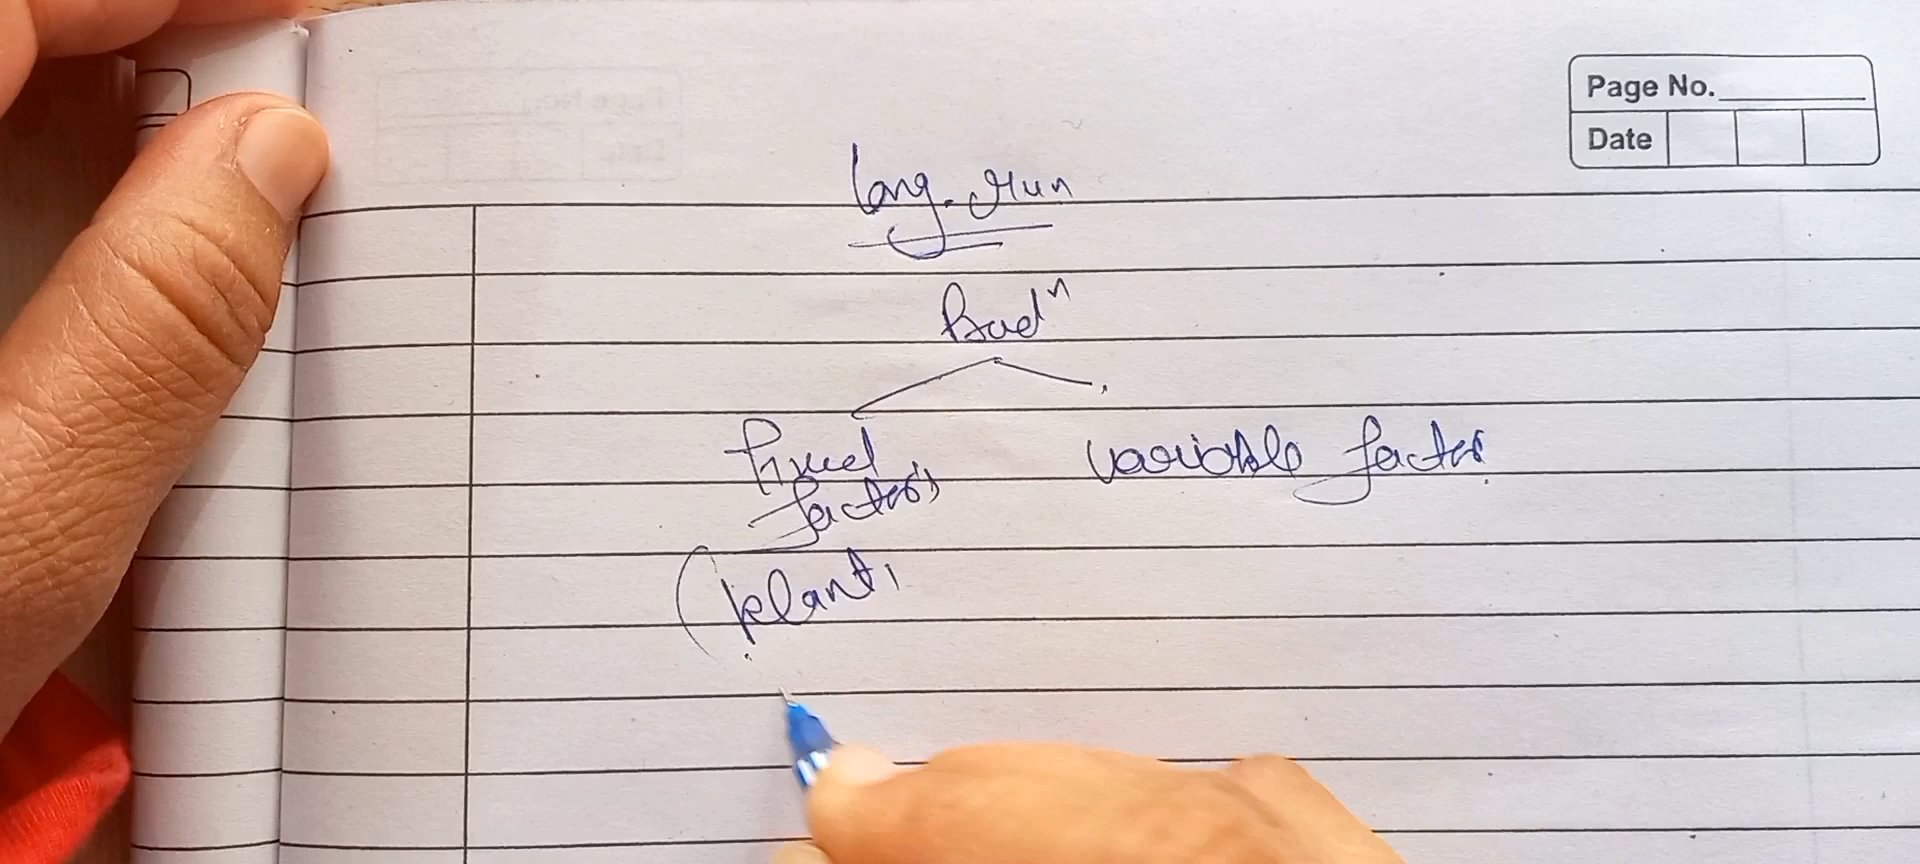 Page No.
Date
long-run
Prodⁿ
fixed variable factor
factors
(plant,